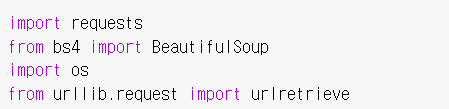 import requests
from bs4 import BeautifulSoup
import os
from urllib.request import urlretrieve